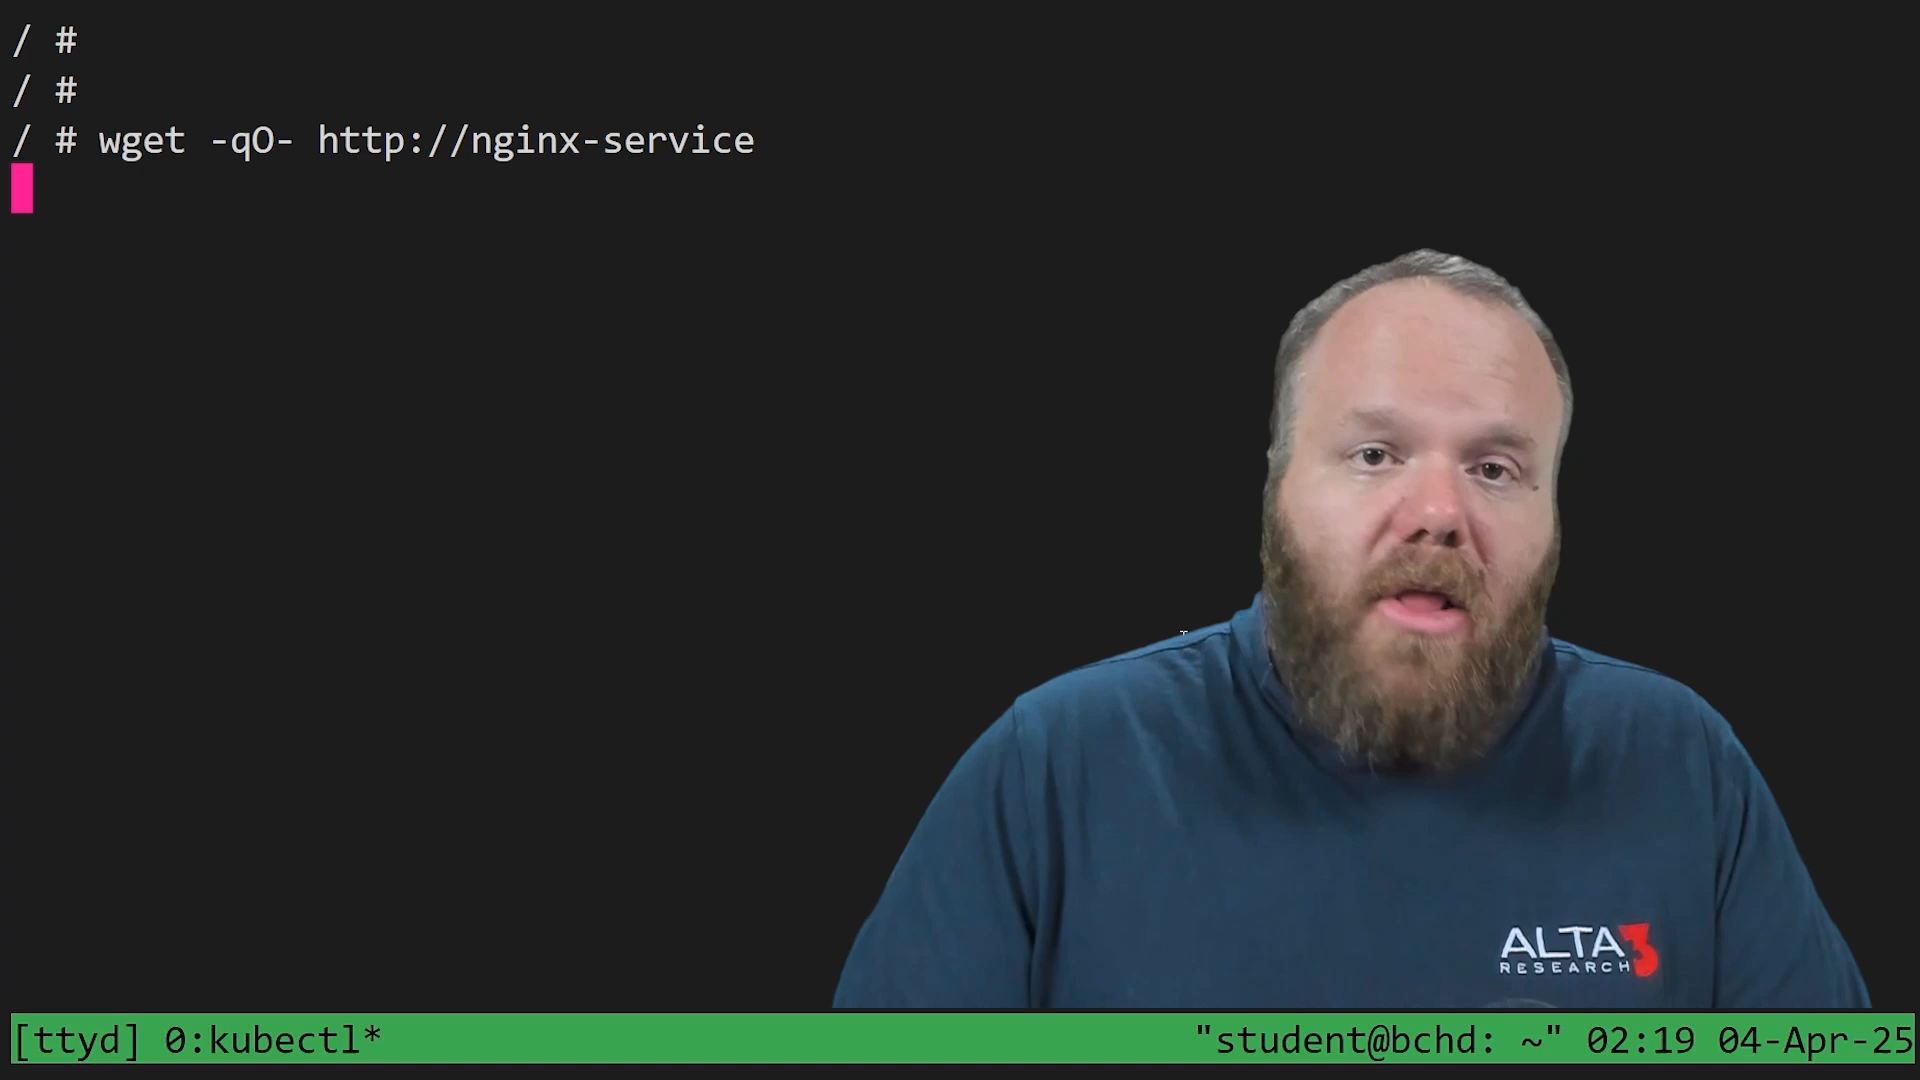 / #
/ #
/ # wget -qO- http://nginx-service
ALTA3
RESEARCH
[ttyd] 0:kubectl* "student@bchd: ~" 02:19 04-Apr-25